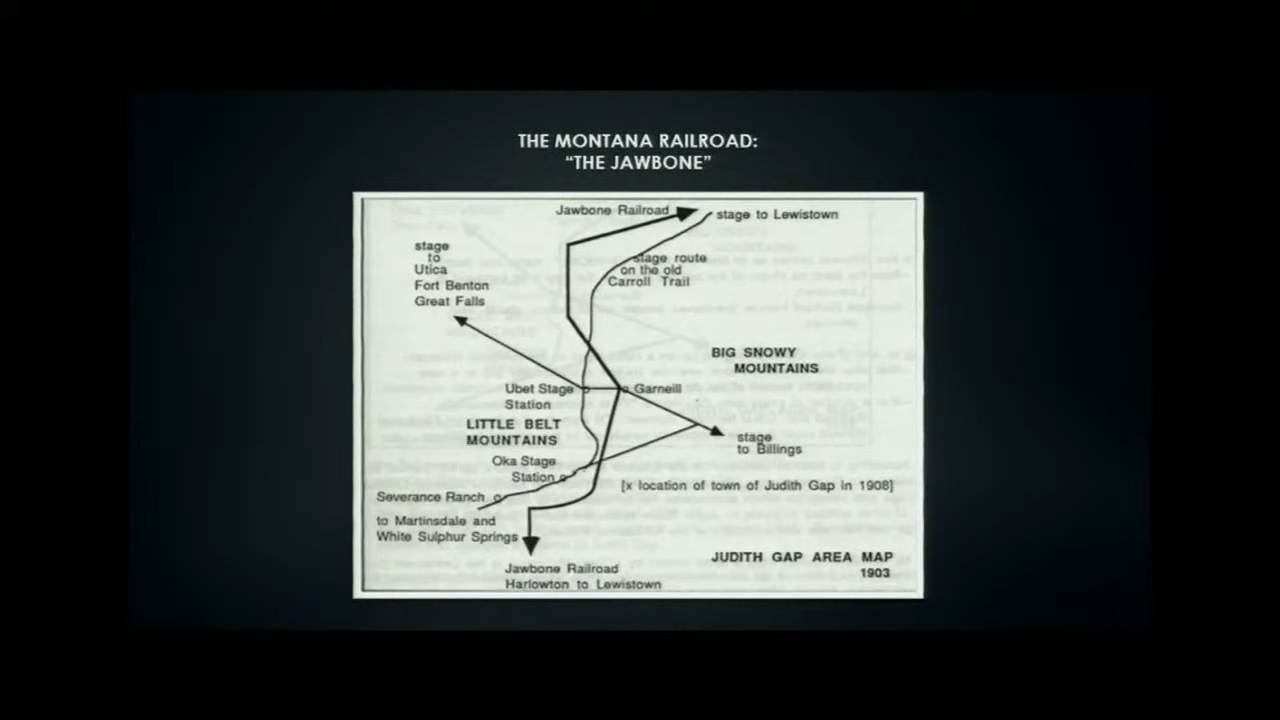 THE MONTANA RAILROAD:
“THE JAWBONE”
Jawbone Railroad
stage to Lewistown
stage
to
Utica
Fort Benton
Great Falls
stage route
on the old
Carroll Trail
BIG SNOWY
MOUNTAINS
Ubet Stage
Station
Garneill
LITTLE BELT
MOUNTAINS
stage
to Billings
Oka Stage
Station
[x location of town of Judith Gap in 1908]
Severance Ranch
to Martinsdale and
White Sulphur Springs
JUDITH GAP AREA MAP
1903
Jawbone Railroad
Harlowton to Lewistown